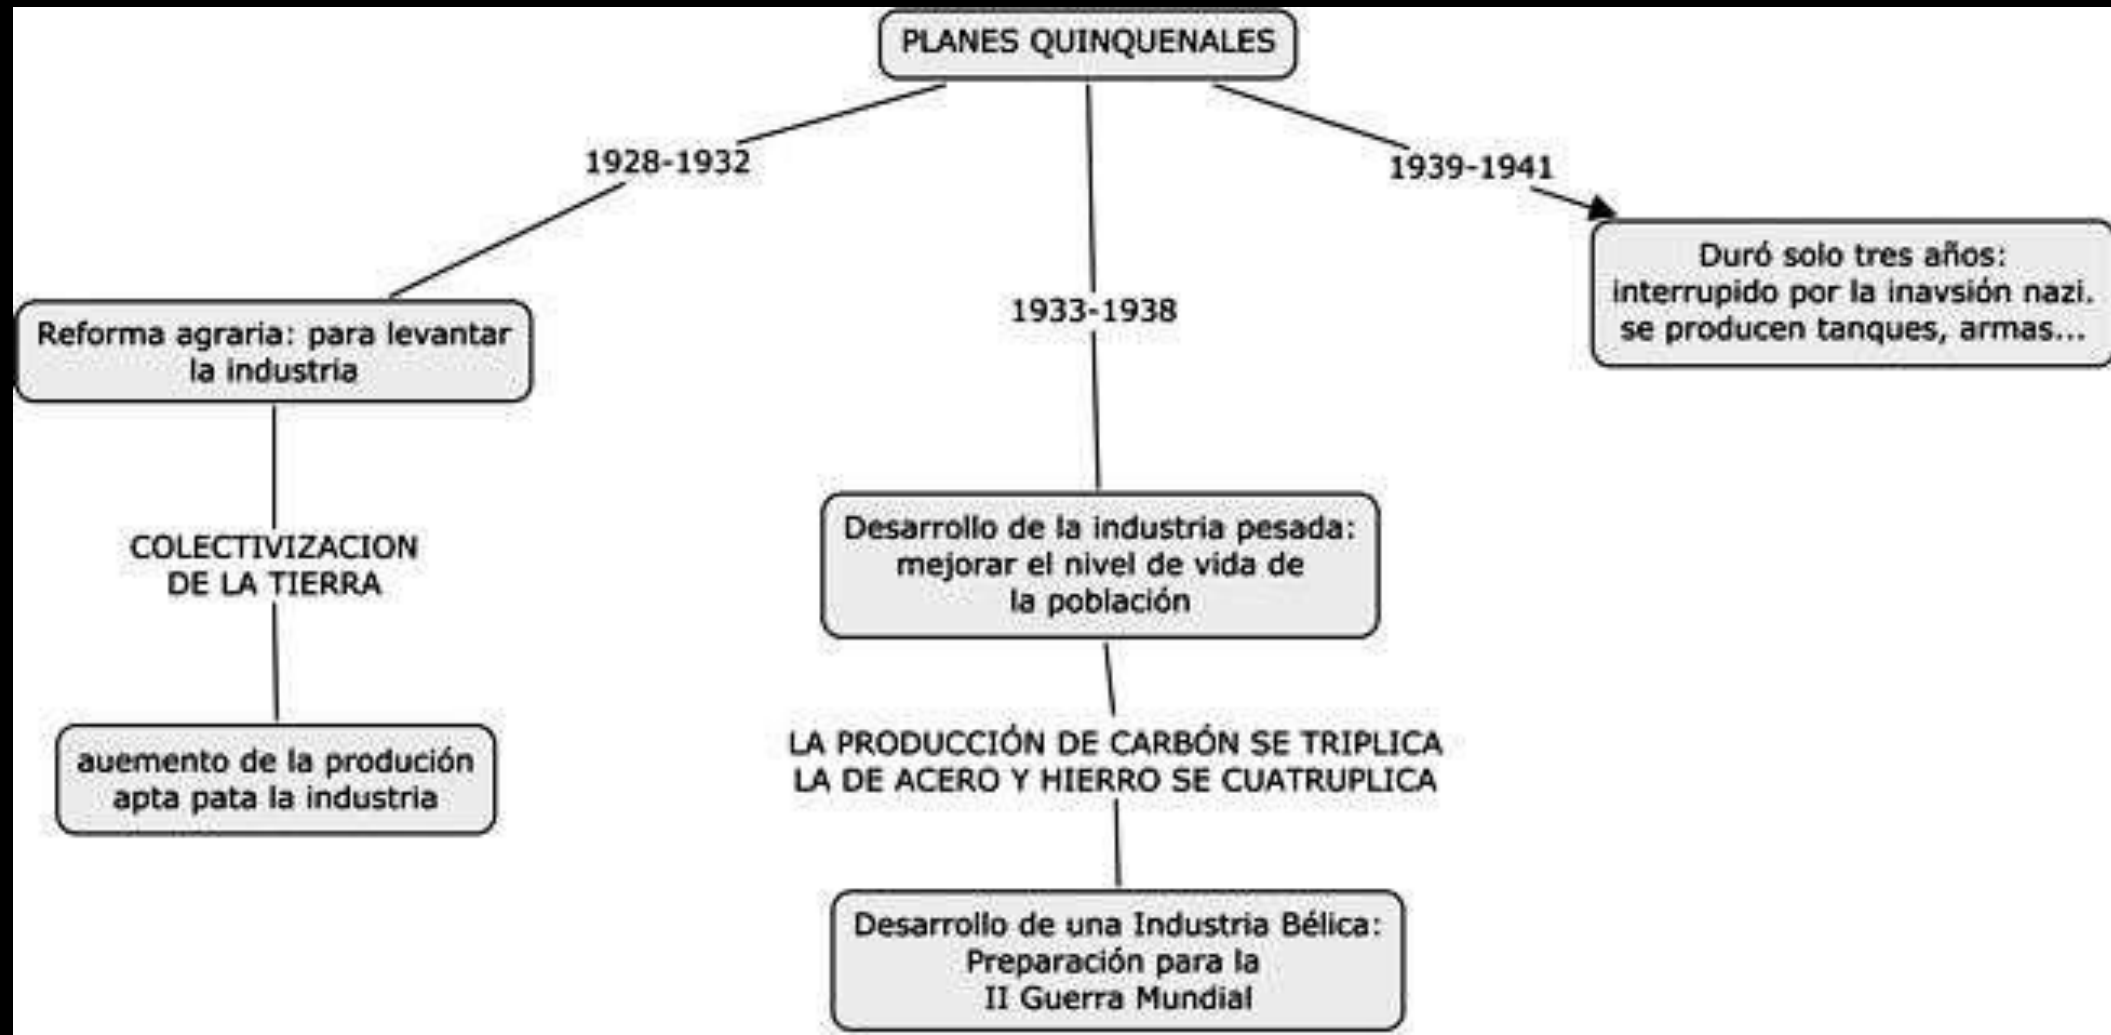 PLANES QUINQUENALES
1928-1932
1939-1941
Duró solo tres años:
interrupido por la inavsión nazi.
se producen tanques, armas...
1933-1938
Reforma agraria: para levantar
la industria
COLECTIVIZACION
DE LA TIERRA
Desarrollo de la industria pesada:
mejorar el nivel de vida de
la población
auemento de la produción
apta pata la industria
LA PRODUCCIÓN DE CARBÓN SE TRIPLICA
LA DE ACERO Y HIERRO SE CUATRUPLICA
Desarrollo de una Industria Bélica:
Preparación para la
II Guerra Mundial